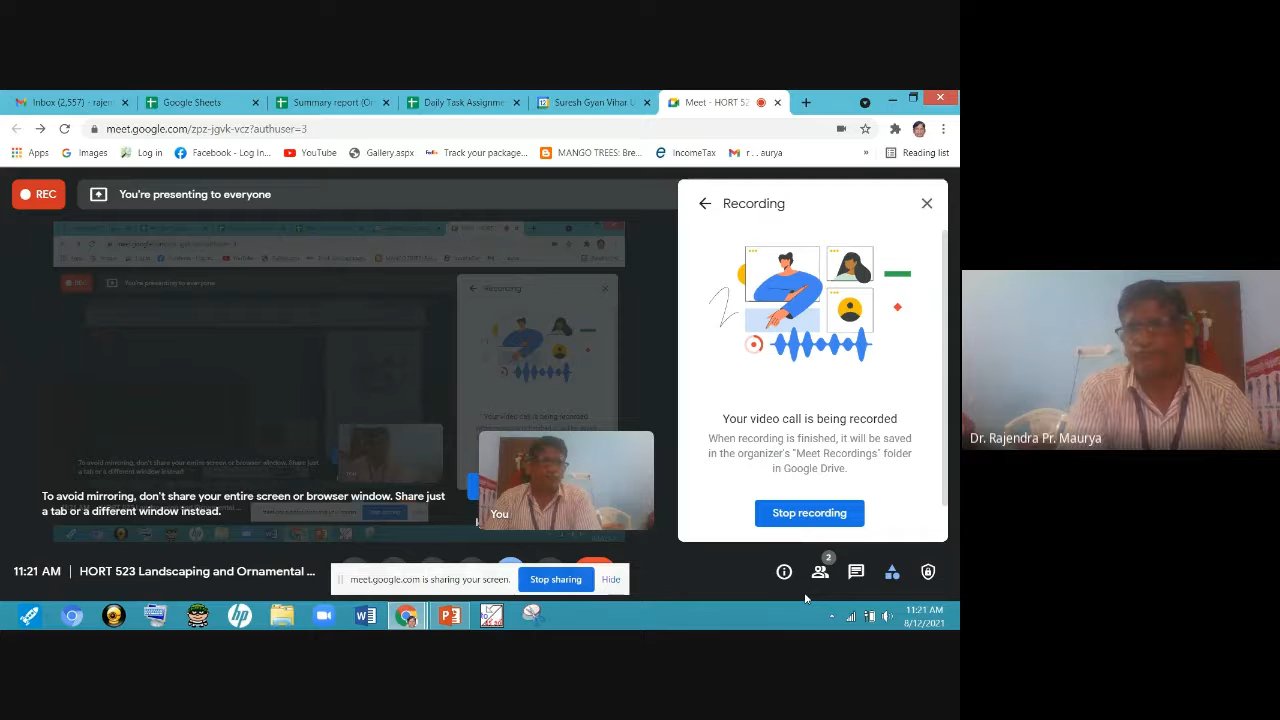 Inbox (2,557) - rajen
Google Sheets
Summary report (On
Daily Task Assignme
Suresh Gyan Vihar U
Meet - HORT 523
meet.google.com/zpz-jgvk-vcz?authuser=3
Apps
Images
Log in
Facebook - Log In...
YouTube
Gallery.aspx
Track your package...
MANGO TREES: Bre...
IncomeTax
r . . aurya
»
Reading list
REC
You're presenting to everyone
Recording
Your video call is being recorded
When recording is finished, it will be saved
in the organizer's "Meet Recordings" folder
in Google Drive.
Stop recording
To avoid mirroring, don't share your entire screen or browser window. Share just
a tab or a different window instead.
You
Dr. Rajendra Pr. Maurya
11:21 AM | HORT 523 Landscaping and Ornamental ...
meet.google.com is sharing your screen.
Stop sharing
Hide
2
11:21 AM
8/12/2021